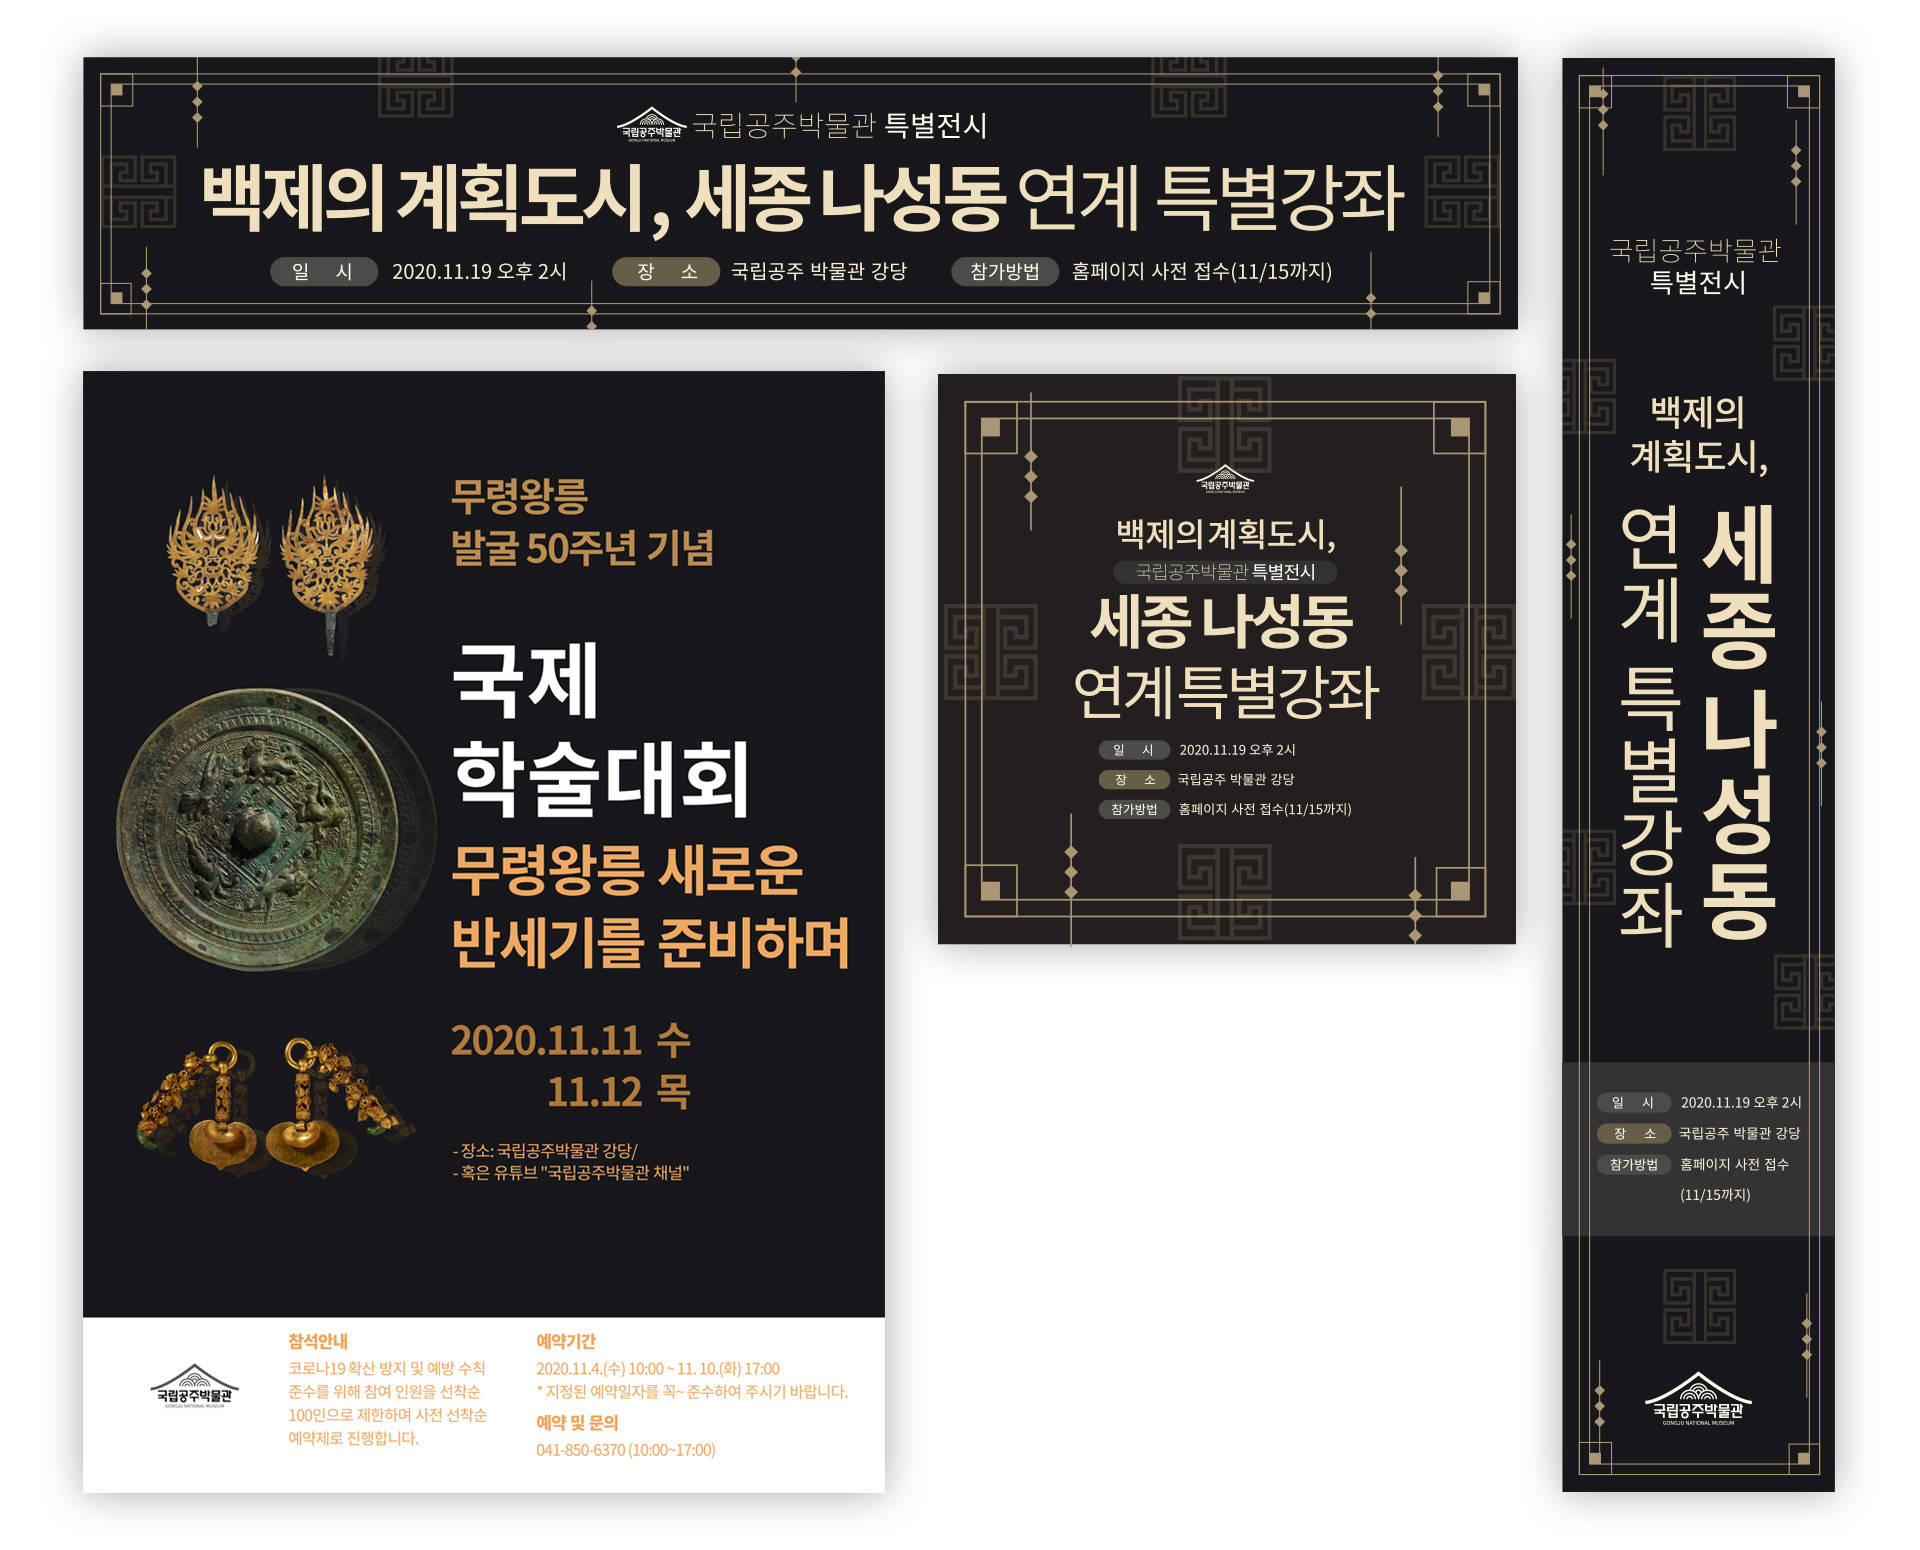 국립공주박물관
GONGJU NATIONAL MUSEUM
국립공주박물관 특별전시
백제의 계획도시, 세종 나성동 연계 특별강좌
일 시 2020.11.19 오후 2시 장 소 국립공주 박물관 강당 참가방법 홈페이지 사전 접수(11/15까지)
무령왕릉
발굴 50주년 기념
국제
학술대회
무령왕릉 새로운
반세기를 준비하며
2020.11.11 수
11.12 목
- 장소: 국립공주박물관 강당/
- 혹은 유튜브 "국립공주박물관 채널"
국립공주박물관
GONGJU NATIONAL MUSEUM
참석안내
코로나19 확산 방지 및 예방 수칙
준수를 위해 참여 인원을 선착순
100인으로 제한하며 사전 선착순
예약제로 진행합니다.
예약기간
2020.11.4.(수) 10:00 ~ 11. 10.(화) 17:00
* 지정된 예약일자를 꼭~ 준수하여 주시기 바랍니다.
예약 및 문의
041-850-6370 (10:00~17:00)
국립공주박물관
GONGJU NATIONAL MUSEUM
백제의 계획도시,
국립공주박물관 특별전시
세종 나성동
연계 특별강좌
일 시 2020.11.19 오후 2시
장 소 국립공주 박물관 강당
참가방법 홈페이지 사전 접수(11/15까지)
국립공주박물관
특별전시
백제의
계획도시,
세종 나성동
연계 특별강좌
일 시 2020.11.19 오후 2시
장 소 국립공주 박물관 강당
참가방법 홈페이지 사전 접수
(11/15까지)
국립공주박물관
GONGJU NATIONAL MUSEUM